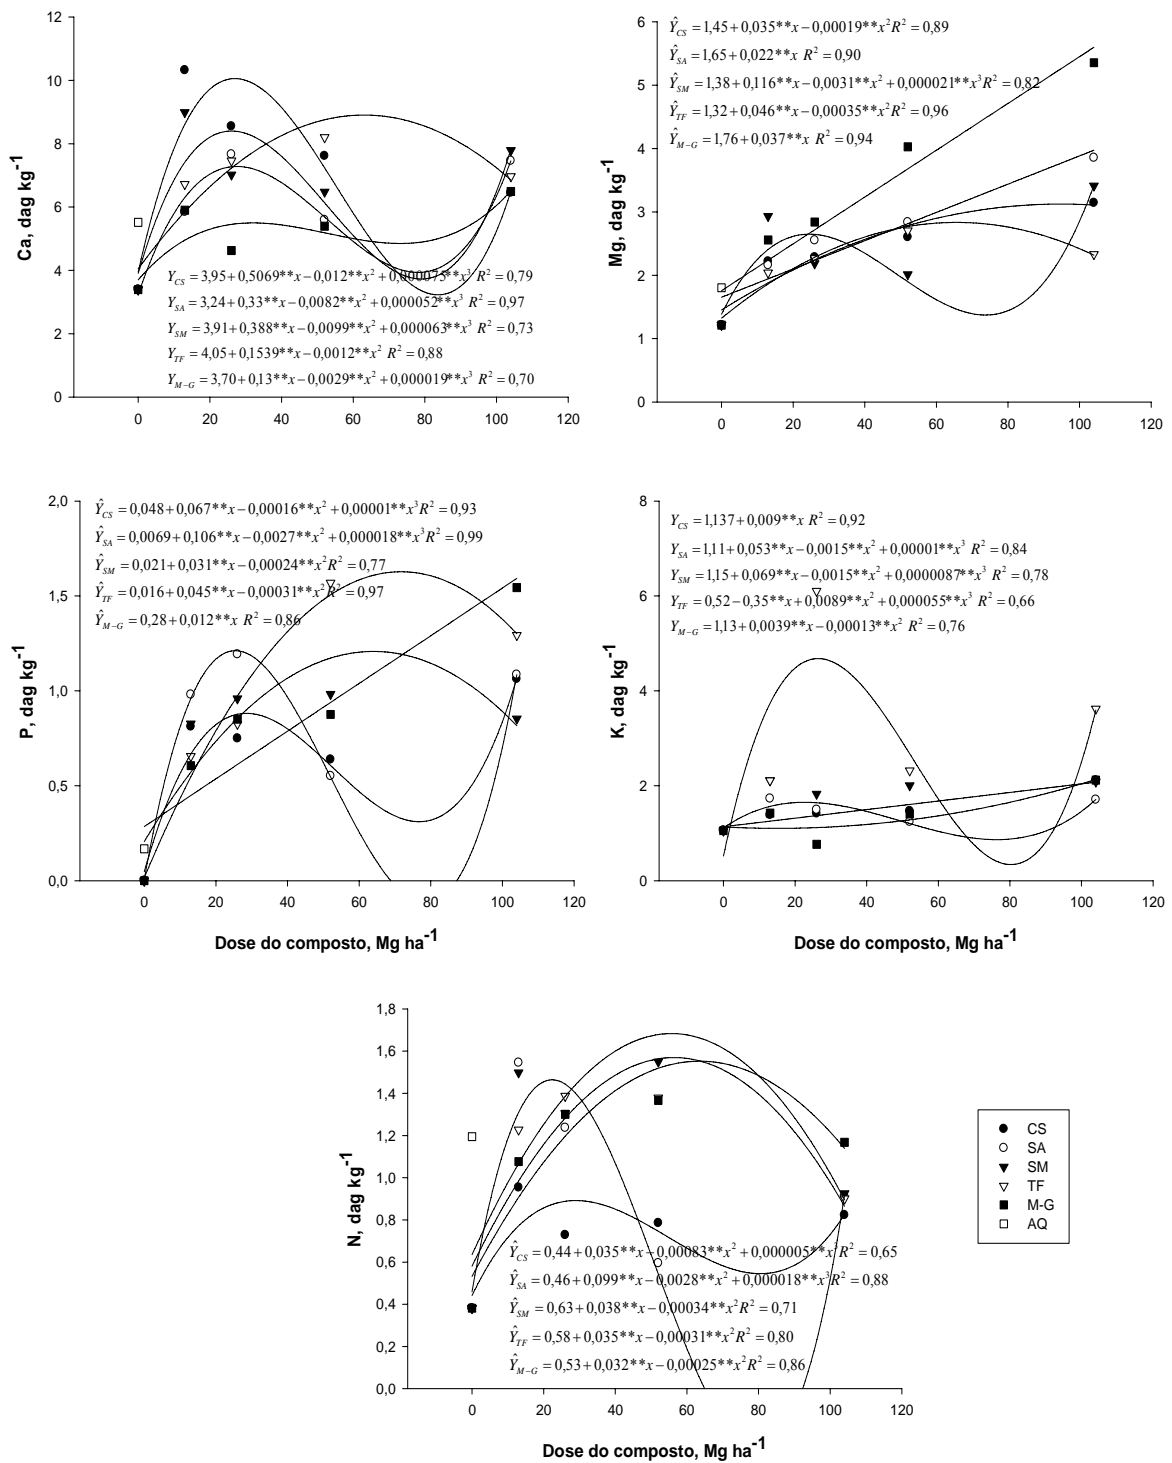 Ca, dag kg-1
12
10
8
6
4
2
0
0 20 40 60 80 100 120
Y_CS = 3,95 + 0,5069**x − 0,012**x² + 0,000075**x³ R² = 0,79
Y_SA = 3,24 + 0,33**x − 0,0082**x² + 0,000052**x³ R² = 0,97
Y_SM = 3,91 + 0,388**x − 0,0099**x² + 0,000063**x³ R² = 0,73
Y_TF = 4,05 + 0,1539**x − 0,0012**x² R² = 0,88
Y_M−G = 3,70 + 0,13**x − 0,0029**x² + 0,000019**x³ R² = 0,70
Mg, dag kg-1
6
5
4
3
2
1
0
0 20 40 60 80 100 120
Ŷ_CS = 1,45 + 0,035**x − 0,00019**x² R² = 0,89
Ŷ_SA = 1,65 + 0,022**x R² = 0,90
Ŷ_SM = 1,38 + 0,116**x − 0,0031**x² + 0,000021**x³ R² = 0,82
Ŷ_TF = 1,32 + 0,046**x − 0,00035**x² R² = 0,96
Ŷ_M−G = 1,76 + 0,037**x R² = 0,94
P, dag kg-1
2,0
1,5
1,0
0,5
0,0
0 20 40 60 80 100 120
Ŷ_CS = 0,048 + 0,067**x − 0,00016**x² + 0,00001**x³ R² = 0,93
Ŷ_SA = 0,0069 + 0,106**x − 0,0027**x² + 0,000018**x³ R² = 0,99
Ŷ_SM = 0,021 + 0,031**x − 0,00024**x² R² = 0,77
Ŷ_TF = 0,016 + 0,045**x − 0,00031**x² R² = 0,97
Ŷ_M−G = 0,28 + 0,012**x R² = 0,86
Dose do composto, Mg ha-1
K, dag kg-1
8
6
4
2
0
0 20 40 60 80 100 120
Y_CS = 1,137 + 0,009**x R² = 0,92
Y_SA = 1,11 + 0,053**x − 0,0015**x² + 0,00001**x³ R² = 0,84
Y_SM = 1,15 + 0,069**x − 0,0015**x² + 0,0000087**x³ R² = 0,78
Y_TF = 0,52 − 0,35**x + 0,0089**x² + 0,000055**x³ R² = 0,66
Y_M−G = 1,13 + 0,0039**x − 0,00013**x² R² = 0,76
Dose do composto, Mg ha-1
N, dag kg-1
1,8
1,6
1,4
1,2
1,0
0,8
0,6
0,4
0,2
0,0
0 20 40 60 80 100 120
Ŷ_CS = 0,44 + 0,035**x − 0,00083**x² + 0,000005**x³ R² = 0,65
Ŷ_SA = 0,46 + 0,099**x − 0,0028**x² + 0,000018**x³ R² = 0,88
Ŷ_SM = 0,63 + 0,038**x − 0,00034**x² R² = 0,71
Ŷ_TF = 0,58 + 0,035**x − 0,00031**x² R² = 0,80
Ŷ_M−G = 0,53 + 0,032**x − 0,00025**x² R² = 0,86
Dose do composto, Mg ha-1
CS
SA
SM
TF
M-G
AQ